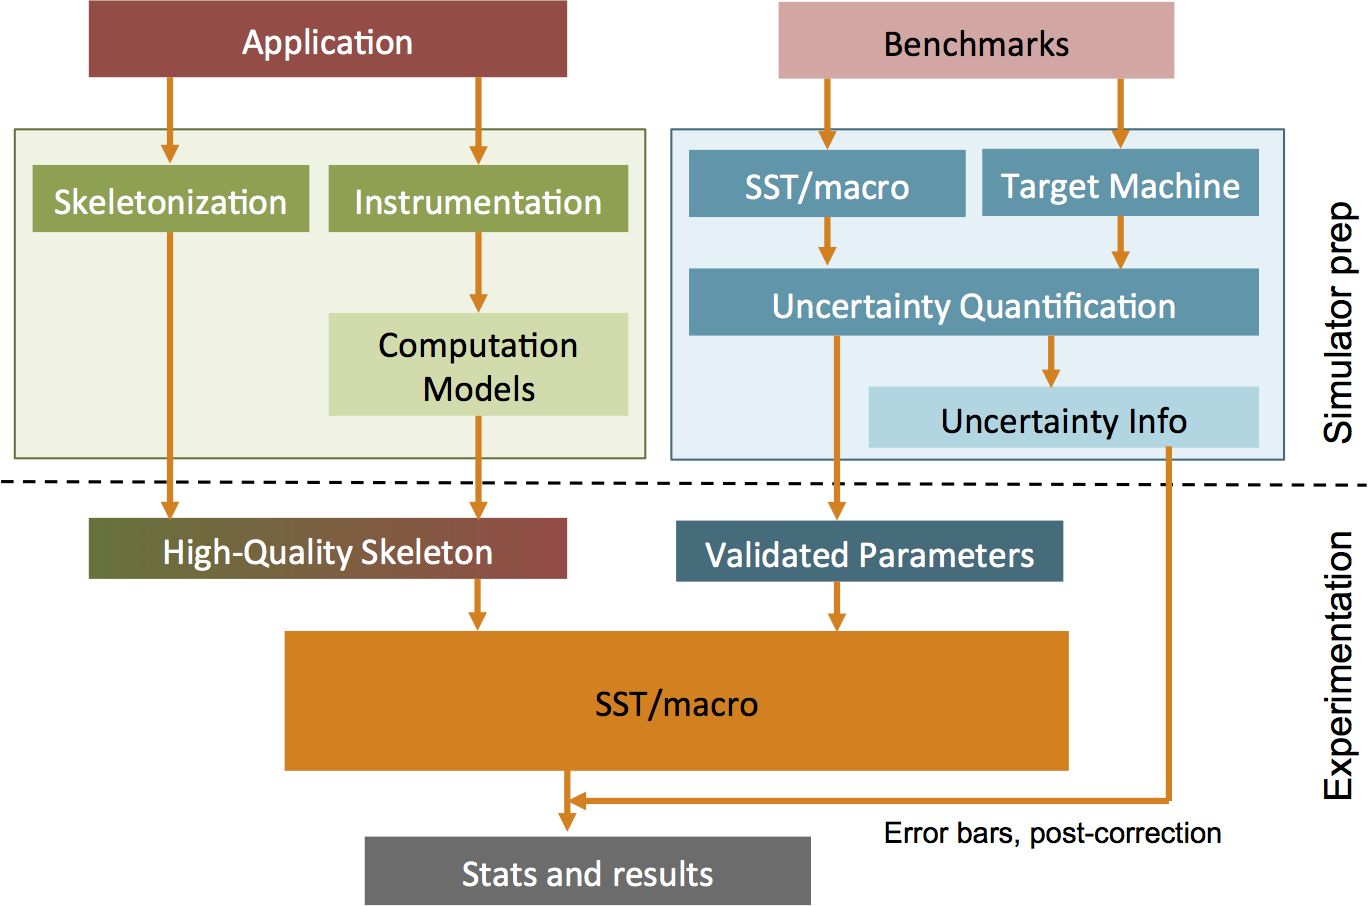 Application
Benchmarks
Skeletonization
Instrumentation
SST/macro
Target Machine
Uncertainty Quantification
Computation
Models
Uncertainty Info
Simulator prep
High-Quality Skeleton
Validated Parameters
SST/macro
Experimentation
Error bars, post-correction
Stats and results